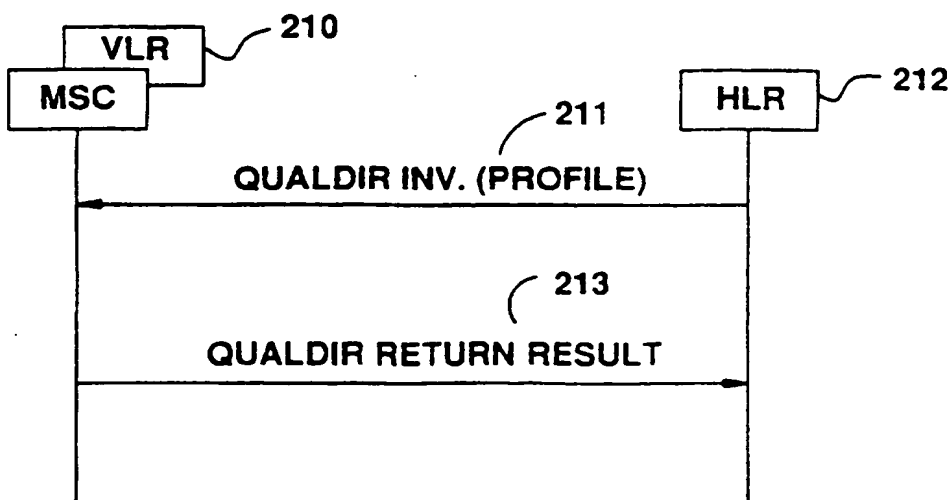 VLR
210
MSC
HLR
212
211
QUALDIR INV. (PROFILE)
213
QUALDIR RETURN RESULT